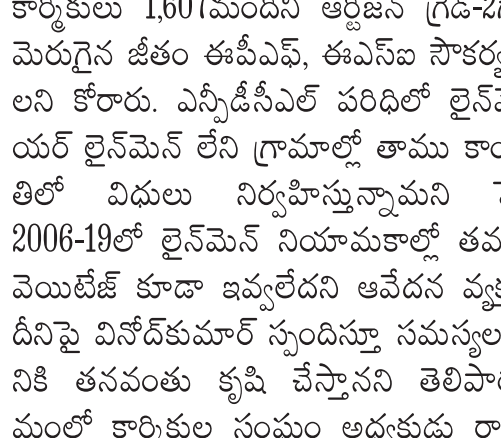 కార్మికులు 1,607మందిని ఆర్టిజన్ గ్రేడ్-2
మెరుగైన జీతం ఈపీఎఫ్, ఈఎస్ఐ సౌకర్య
లని కోరారు. ఎన్పీడీసీఎల్ పరిధిలో లైన్
యర్ లైన్‌మెన్ లేని గ్రామాల్లో తాము కాం
తిలో విధులు నిర్వహిస్తున్నామని
2006-19లో లైన్‌మెన్ నియామకాల్లో తమ
వెయిటేజ్ కూడా ఇవ్వలేదని ఆవేదన వ్యక్
దీనిపై వినోద్‌కుమార్ స్పందిస్తూ సమస్యల
నికి తనవంతు కృషి చేస్తానని తెలిపా
మంలో కార్మికుల సంఘం అధ్యక్షుడు రా